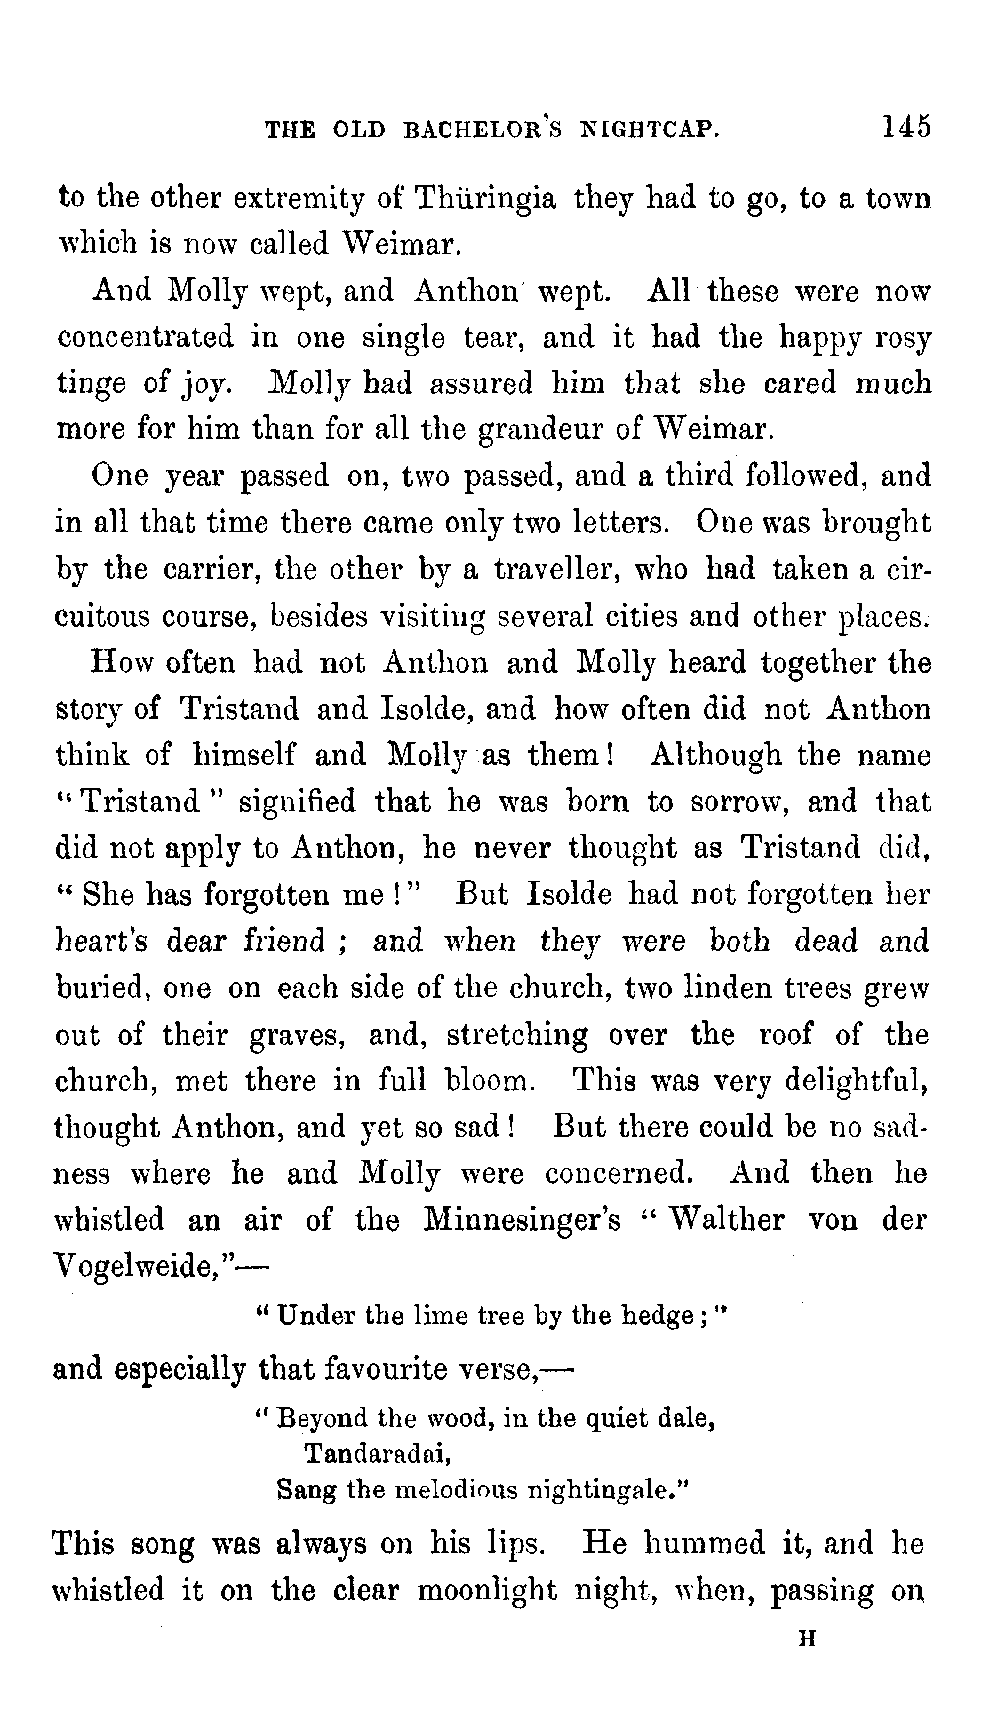 THE OLD BACHELOR'S NIGHTCAP. 145
to the other extremity of Thüringia they had to go, to a town
which is now called Weimar.
And Molly wept, and Anthon wept. All these were now
concentrated in one single tear, and it had the happy rosy
tinge of joy. Molly had assured him that she cared much
more for him than for all the grandeur of Weimar.
One year passed on, two passed, and a third followed, and
in all that time there came only two letters. One was brought
by the carrier, the other by a traveller, who had taken a cir-
cuitous course, besides visiting several cities and other places.
How often had not Anthon and Molly heard together the
story of Tristand and Isolde, and how often did not Anthon
think of himself and Molly as them! Although the name
“Tristand” signified that he was born to sorrow, and that
did not apply to Anthon, he never thought as Tristand did,
“She has forgotten me!” But Isolde had not forgotten her
heart's dear friend; and when they were both dead and
buried, one on each side of the church, two linden trees grew
out of their graves, and, stretching over the roof of the
church, met there in full bloom. This was very delightful,
thought Anthon, and yet so sad! But there could be no sad-
ness where he and Molly were concerned. And then he
whistled an air of the Minnesinger's “Walther von der
Vogelweide,”—
“Under the lime tree by the hedge;”
and especially that favourite verse,—
“Beyond the wood, in the quiet dale,
Tandaradai,
Sang the melodious nightingale.”
This song was always on his lips. He hummed it, and he
whistled it on the clear moonlight night, when, passing on
H